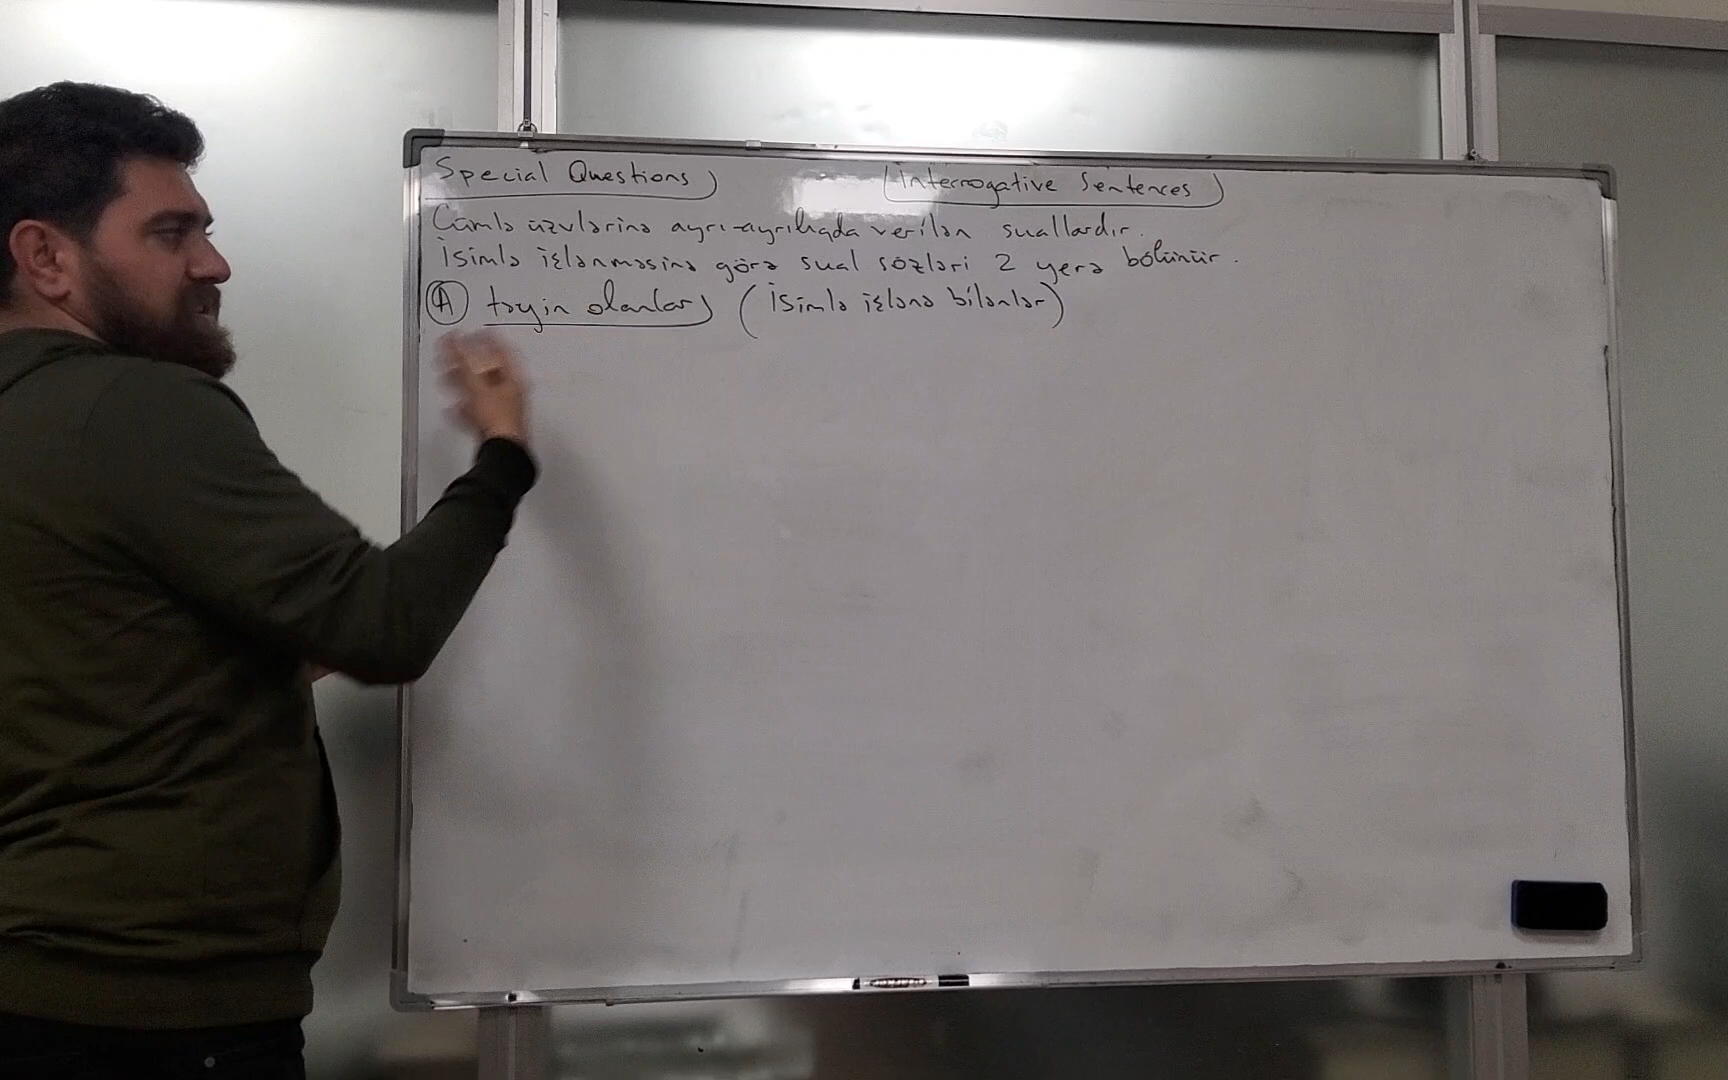 Special Questions
Interrogative Sentences
Cümlə üzvlərinə ayrı-ayrılıqda verilən suallardır.
İsimlə işlənməsinə görə sual sözləri 2 yerə bölünür.
A təyin olanlar (İsimlə işlənə bilənlər)